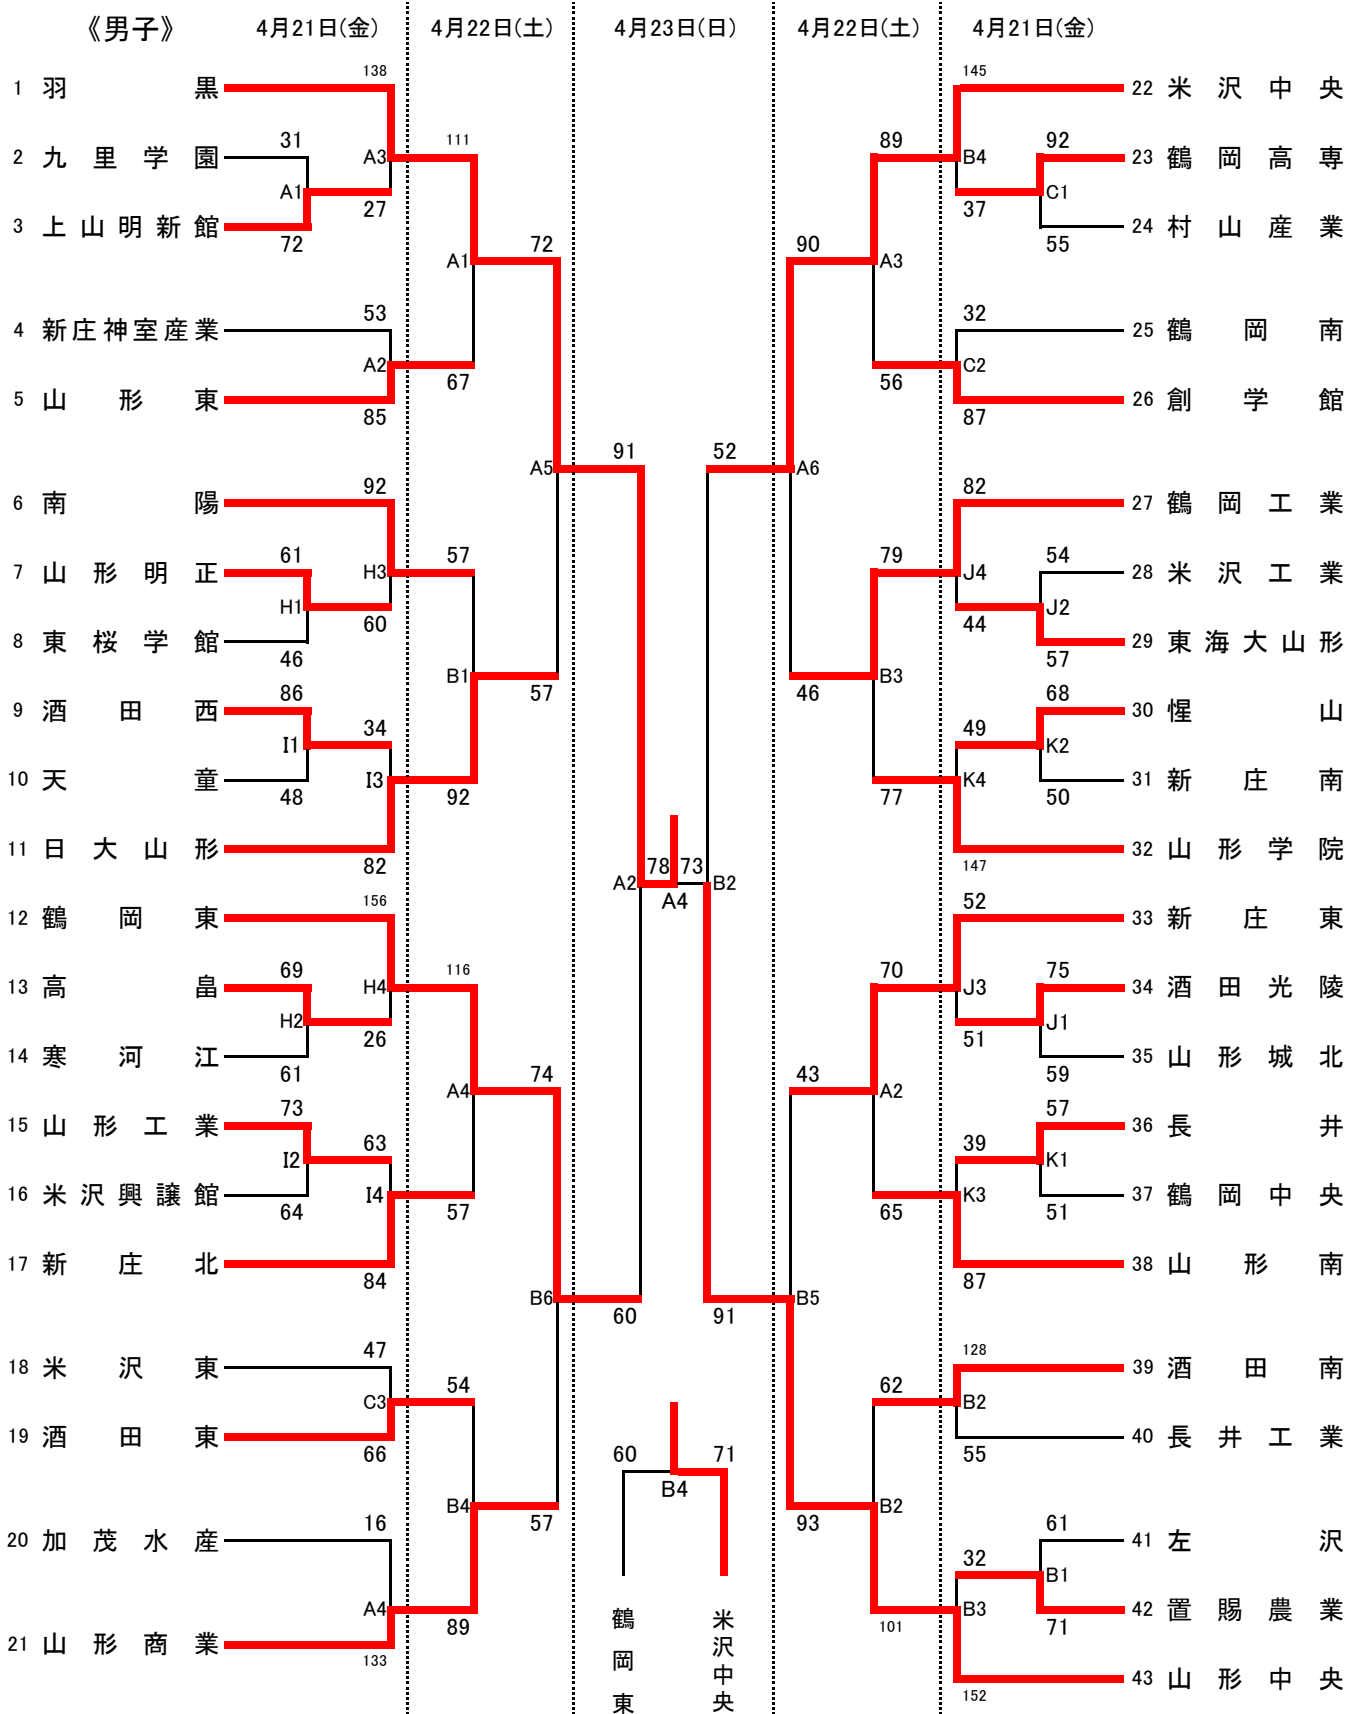 《男子》 4月21日(金) 4月22日(土) 4月23日(日) 4月22日(土) 4月21日(金)
138 145
1 羽黒 22 米沢中央
31 111 89 92
2 九里学園 A3 B4 23 鶴岡高専
A1 27 37 C1
3 上山明新館 24 村山産業
72 72 90 55
A1 A3
53 32
4 新庄神室産業 25 鶴岡南
A2 67 56 C2
5 山形東 26 創学館
85 87
91 52
A5 A6
92 82
6 南陽 27 鶴岡工業
61 57 79 54
7 山形明正 H3 J4 28 米沢工業
H1 60 44 J2
8 東桜学館 29 東海大山形
46 57
B1 B3
86 57 46 68
9 酒田西 30 惺山
34 49
I1 K2
10 天童 I3 K4 31 新庄南
48 92 77 50
11 日大山形 32 山形学院
82 147
78 73
A2 B2
A4
156 52
12 鶴岡東 33 新庄東
69 116 70 75
13 高畠 H4 J3 34 酒田光陵
H2 26 51 J1
14 寒河江 35 山形城北
61 74 43 59
A4 A2
73 57
15 山形工業 36 長井
63 39
I2 K1
16 米沢興譲館 I4 K3 37 鶴岡中央
64 57 65 51
17 新庄北 38 山形南
84 87
B6 B5
60 91
47 128
18 米沢東 39 酒田南
54 62
C3 B2
19 酒田東 40 長井工業
66 55
60 71
B4
B4 B2
57 93
16 61
20 加茂水産 41 左沢
32
B1
A4 B3 42 置賜農業
89 101 71
21 山形商業 43 山形中央
133 152
鶴岡東 米沢中央